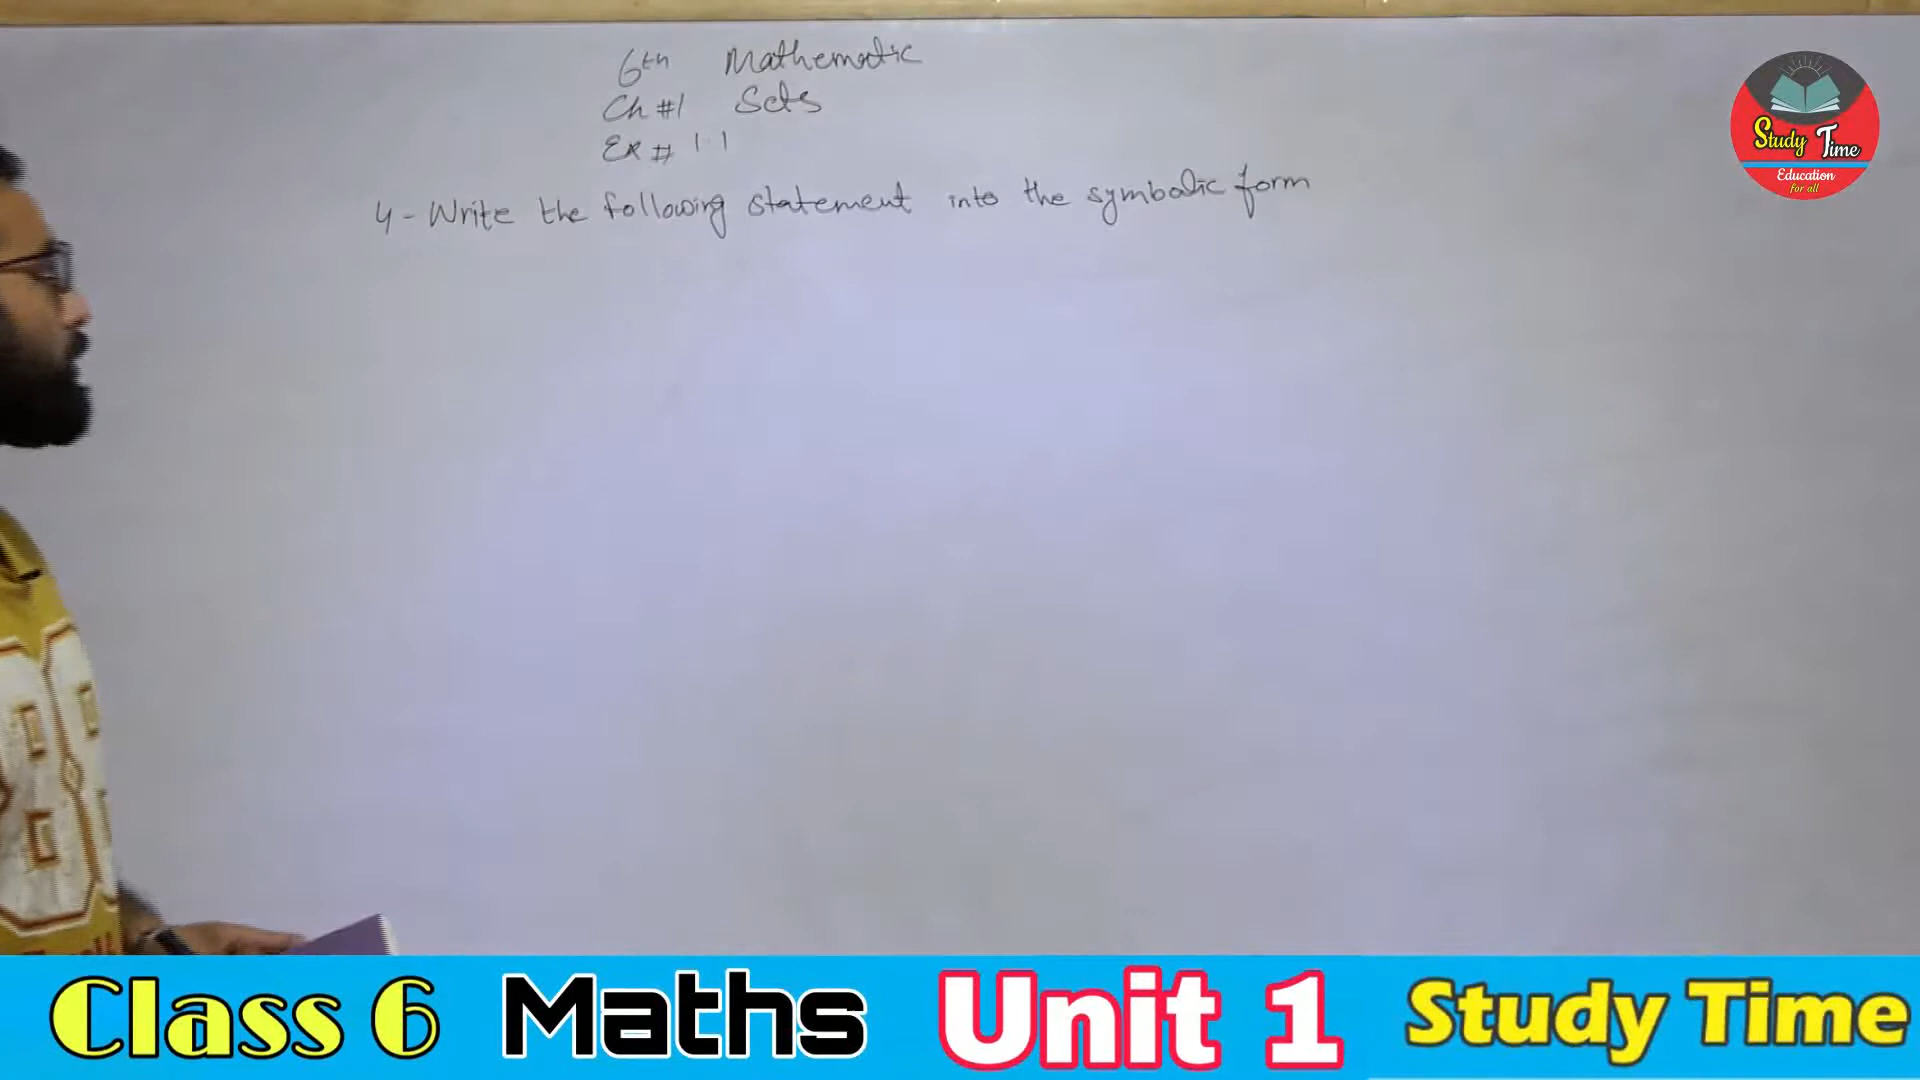 6th Mathematic
Ch #1 Sets
Ex # 1.1
4 - Write the following statement into the symbolic form
Study Time
Education
for all
Class 6 Maths Unit 1 Study Time